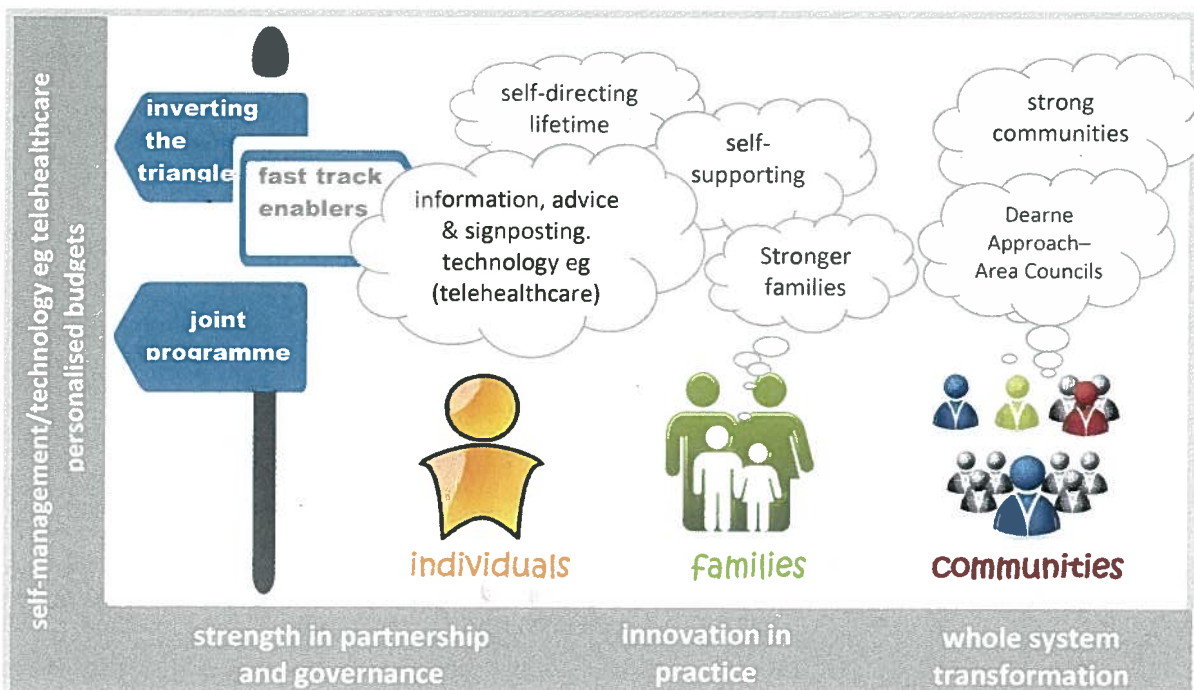 self-management/technology eg telehealthcare
personalised budgets
inverting
the
triangle
fast track
enablers
joint
programme
self-directing
lifetime
self-
supporting
information, advice
& signposting.
technology eg
(telehealthcare)
Stronger
families
strong
communities
Dearne
Approach–
Area Councils
individuals
families
communities
strength in partnership
and governance
innovation in
practice
whole system
transformation